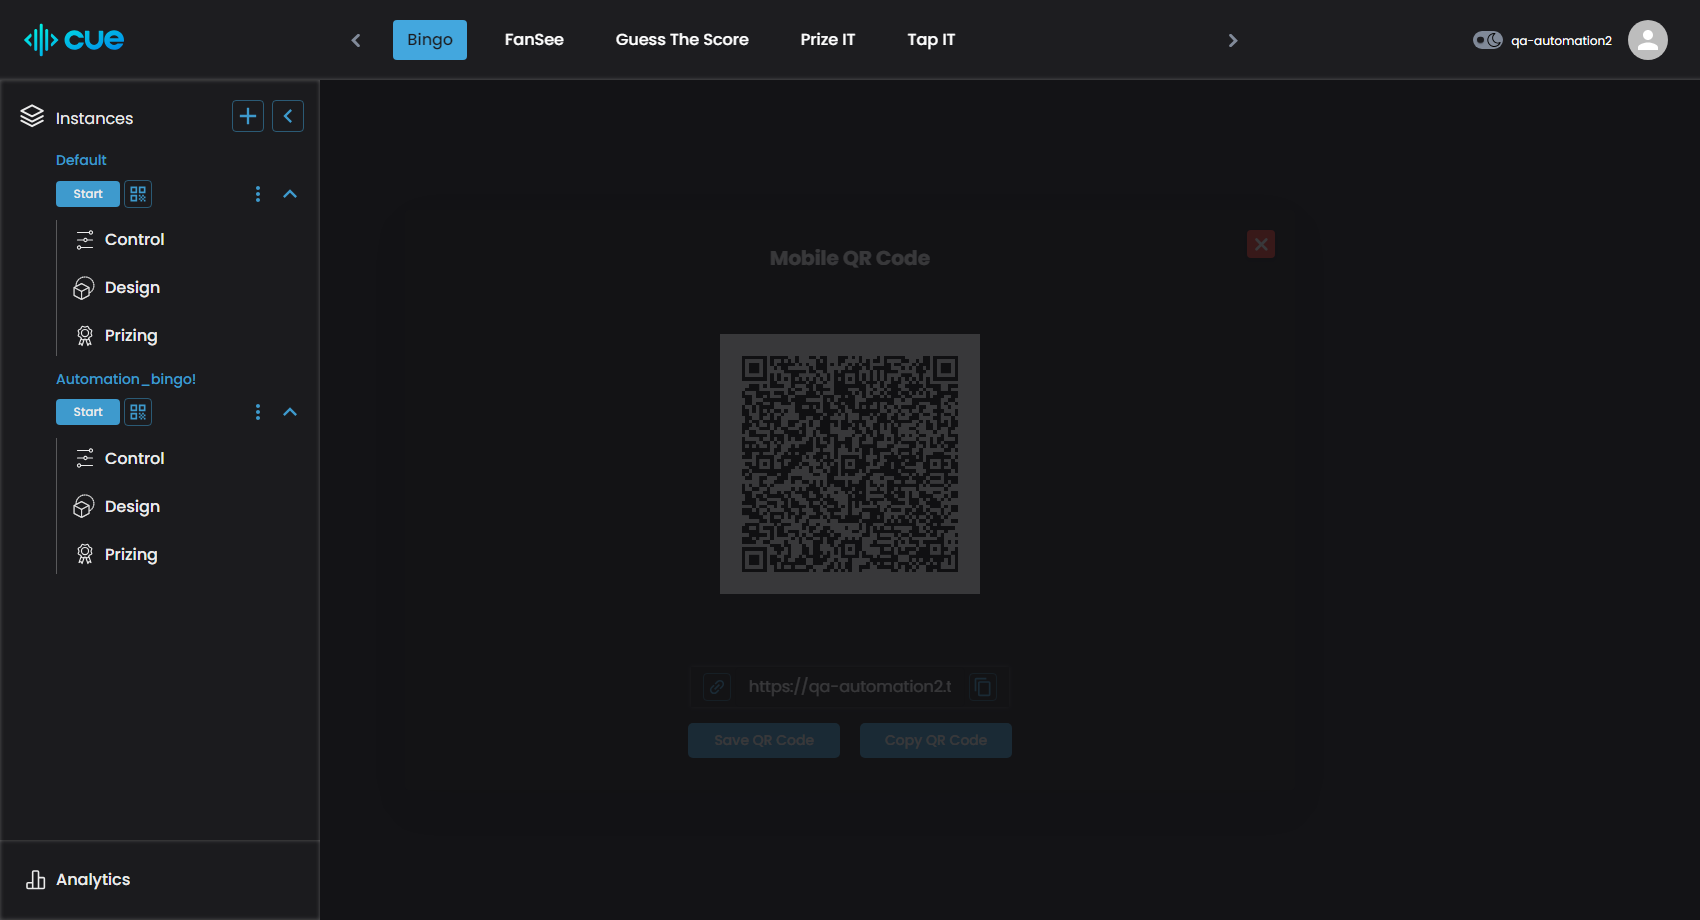 cue
Bingo
FanSee
Guess The Score
Prize IT
Tap IT
qa-automation2
Instances
Default
Start
Control
Design
Prizing
Automation_bingo!
Start
Control
Design
Prizing
Analytics
Mobile QR Code
https://qa-automation2.t
Save QR Code
Copy QR Code